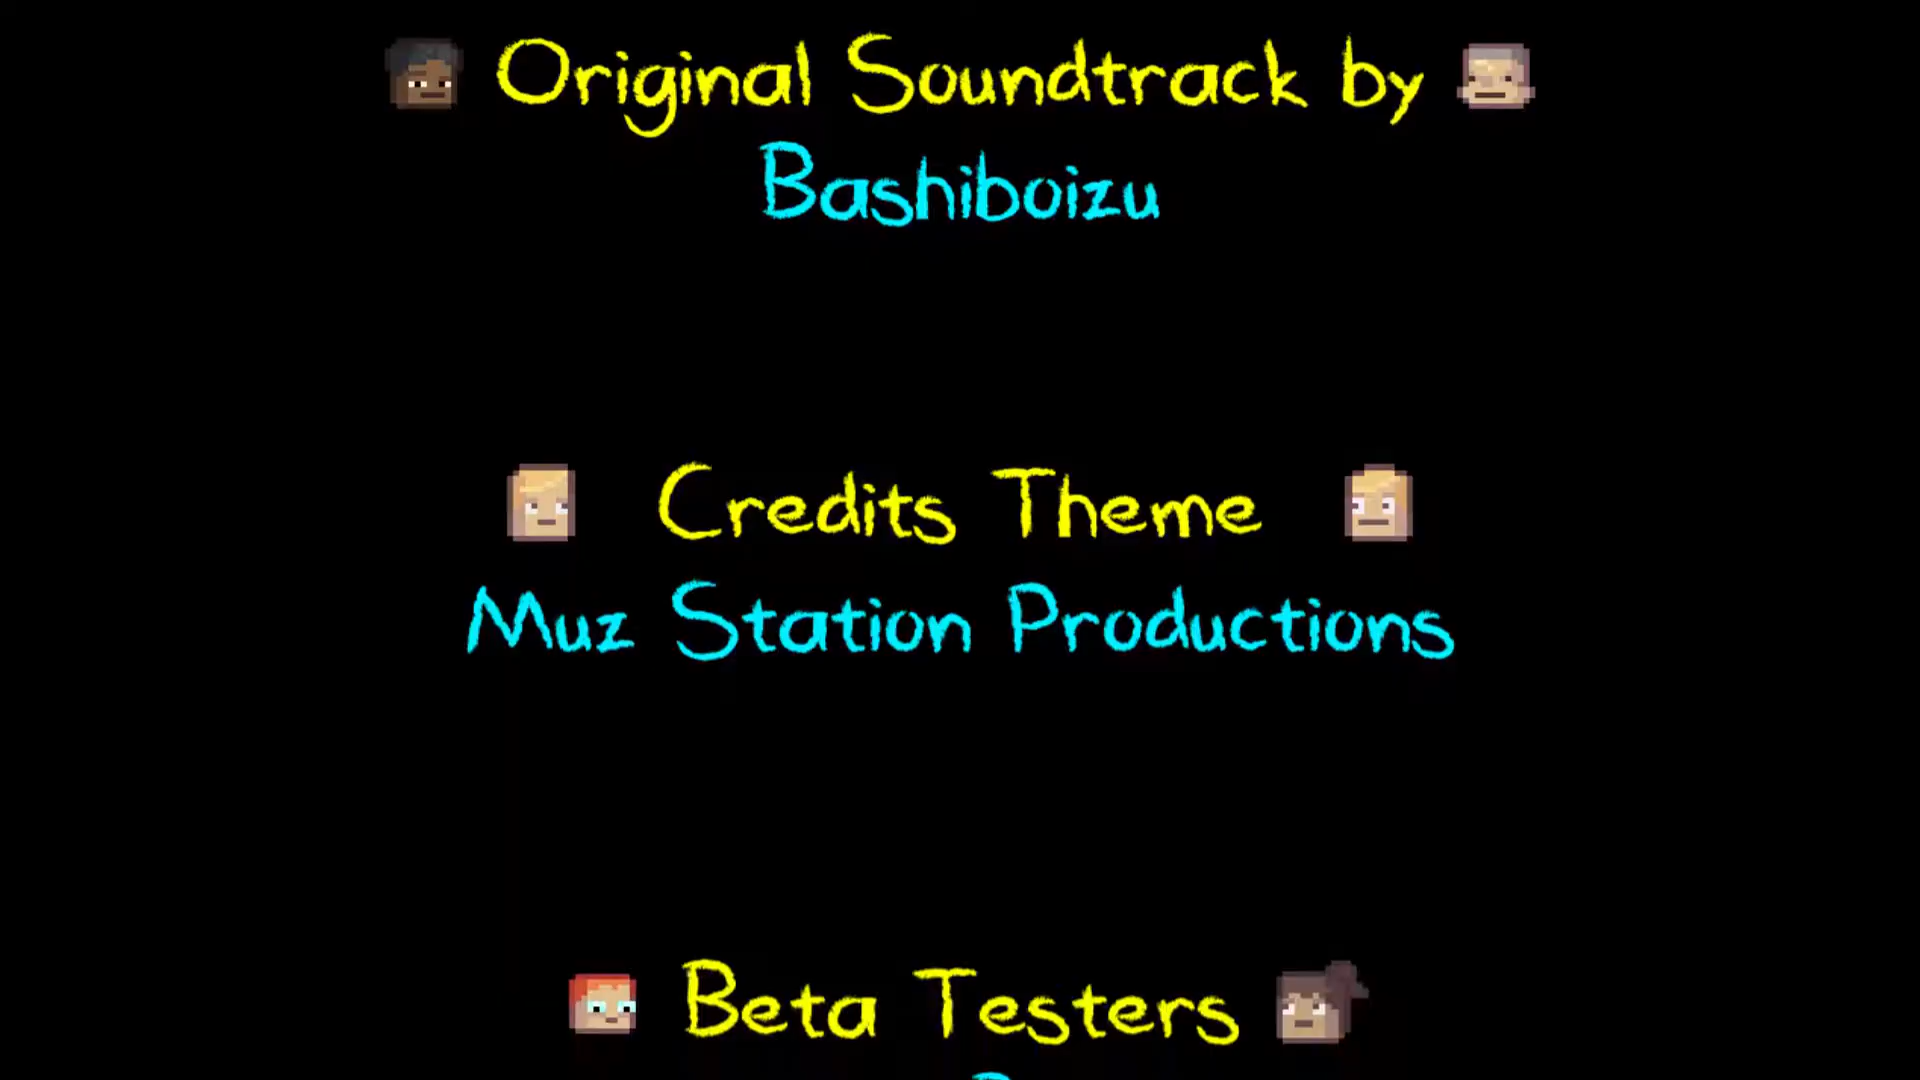 Original Soundtrack by
Bashiboizu
Credits Theme
Muz Station Productions
Beta Testers